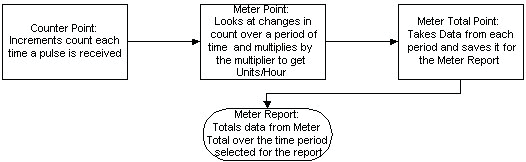 Counter Point:
Increments count each
time a pulse is received
Meter Point:
Looks at changes in
count over a period of
time and multiplies by
the multiplier to get
Units/Hour
Meter Total Point:
Takes Data from each
period and saves it for
the Meter Report
Meter Report:
Totals data from Meter
Total over the time period
selected for the report